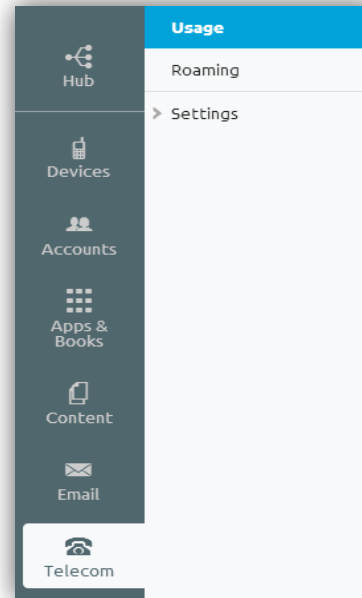 Hub
Devices
Accounts
Apps &
Books
Content
Email
Telecom
Usage
Roaming
Settings